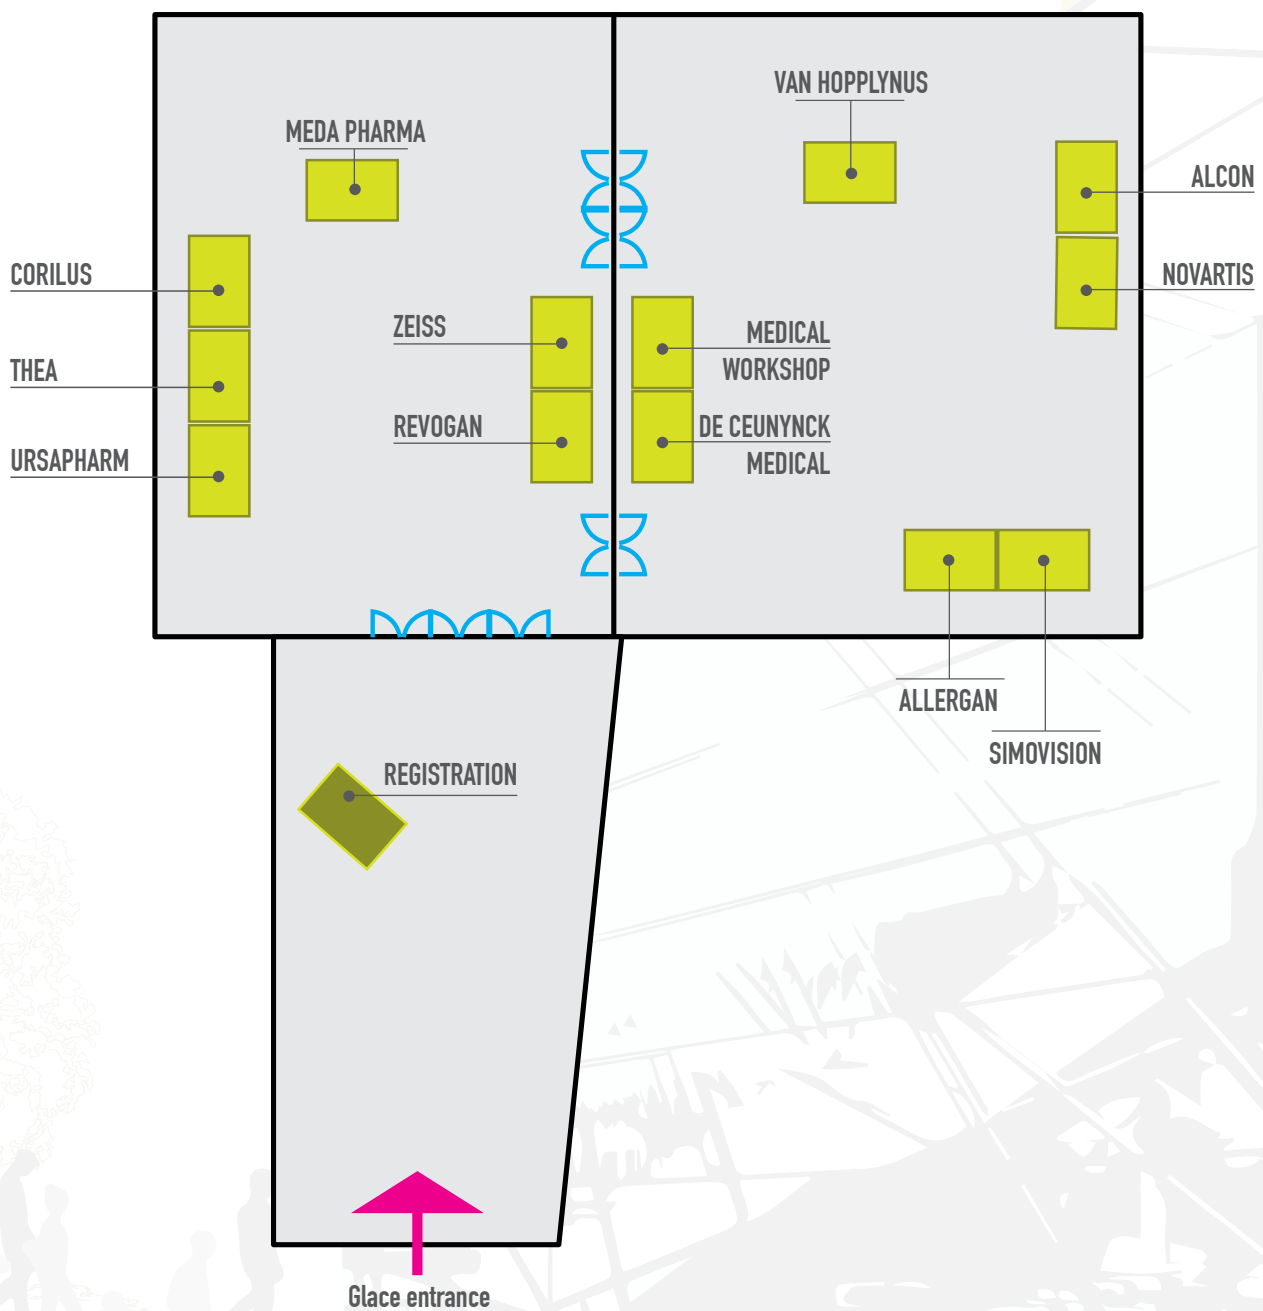 VAN HOPPLYNUS
MEDA PHARMA
ALCON
CORILUS
NOVARTIS
ZEISS
MEDICAL
WORKSHOP
THEA
REVOGAN
DE CEUNYNCK
MEDICAL
URSAPHARM
ALLERGAN
SIMOVISION
REGISTRATION
Glace entrance